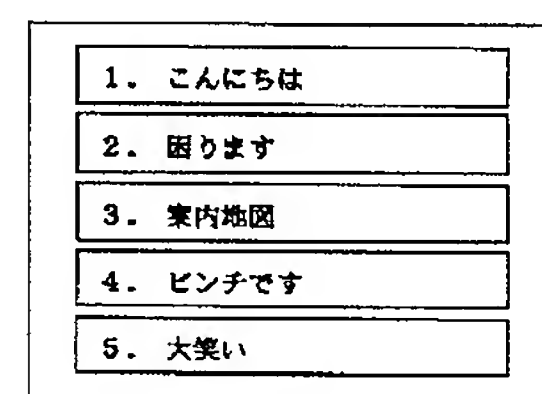 1. こんにちは
2. 困ります
3. 案内地図
4. ピンチです
5. 大笑い